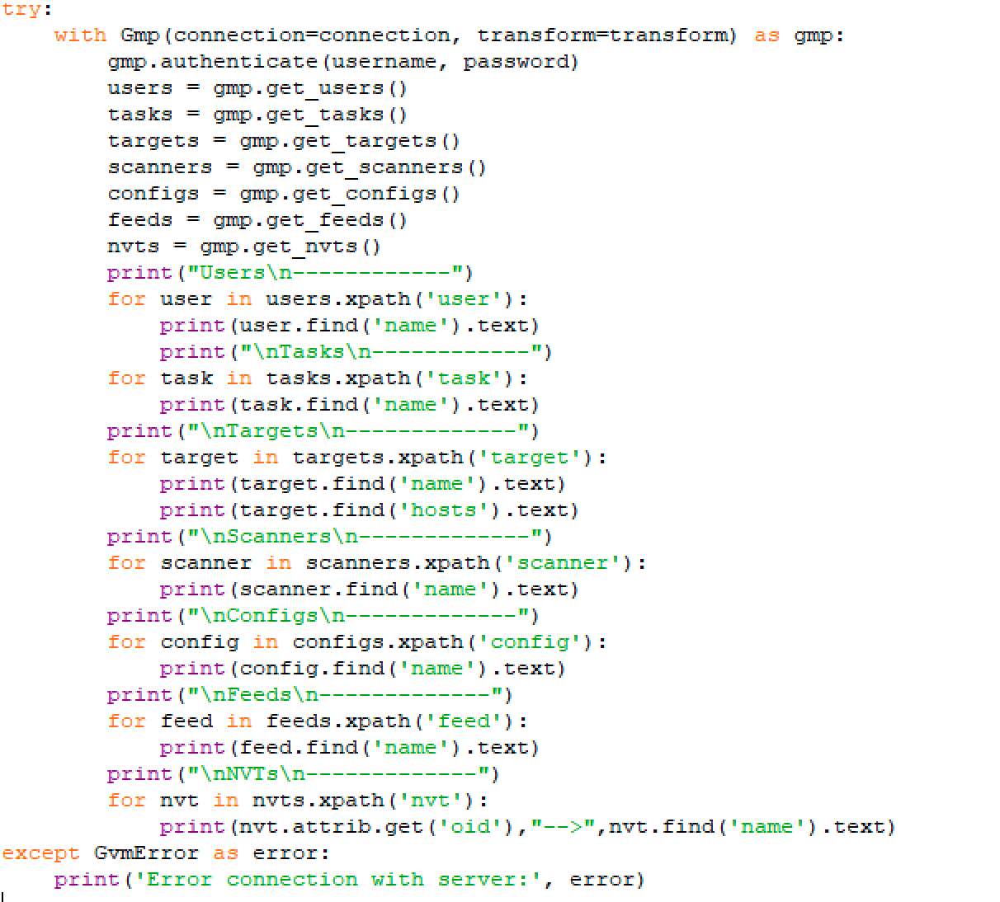 try:
    with Gmp(connection=connection, transform=transform) as gmp:
        gmp.authenticate(username, password)
        users = gmp.get_users()
        tasks = gmp.get_tasks()
        targets = gmp.get_targets()
        scanners = gmp.get_scanners()
        configs = gmp.get_configs()
        feeds = gmp.get_feeds()
        nvts = gmp.get_nvts()
        print("Users\n------------")
        for user in users.xpath('user'):
            print(user.find('name').text)
            print("\nTasks\n------------")
        for task in tasks.xpath('task'):
            print(task.find('name').text)
        print("\nTargets\n-------------")
        for target in targets.xpath('target'):
            print(target.find('name').text)
            print(target.find('hosts').text)
        print("\nScanners\n-------------")
        for scanner in scanners.xpath('scanner'):
            print(scanner.find('name').text)
        print("\nConfigs\n-------------")
        for config in configs.xpath('config'):
            print(config.find('name').text)
        print("\nFeeds\n-------------")
        for feed in feeds.xpath('feed'):
            print(feed.find('name').text)
        print("\nNVTs\n-------------")
        for nvt in nvts.xpath('nvt'):
            print(nvt.attrib.get('oid'),"-->",nvt.find('name').text)
except GvmError as error:
    print('Error connection with server:', error)